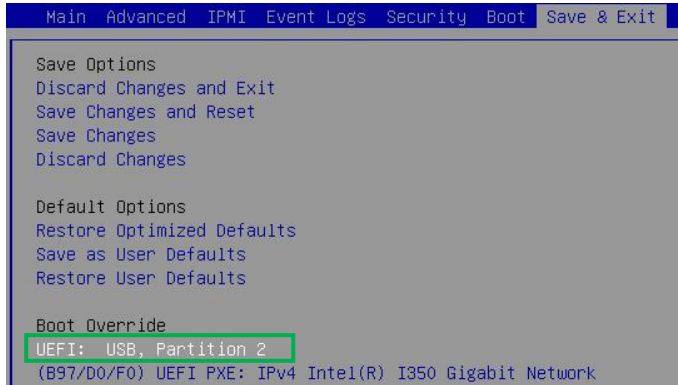 Main Advanced IPMI Event Logs Security Boot Save & Exit
Save Options
Discard Changes and Exit
Save Changes and Reset
Save Changes
Discard Changes
Default Options
Restore Optimized Defaults
Save as User Defaults
Restore User Defaults
Boot Override
UEFI: USB, Partition 2
(B97/D0/F0) UEFI PXE: IPv4 Intel(R) I350 Gigabit Network